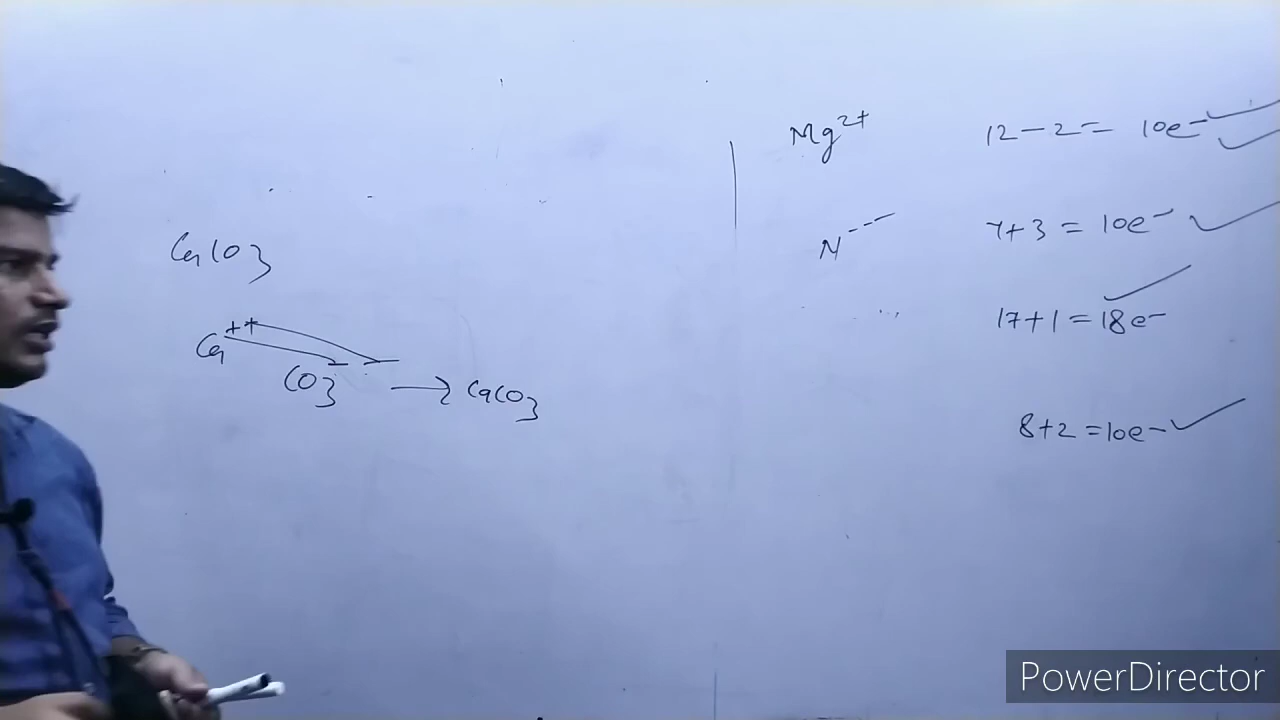 CaCO3
Ca++
CO3-- → CaCO3
Mg2+ 12-2= 10e-
N--- 7+3=10e-
17+1=18e-
8+2=10e-
PowerDirector